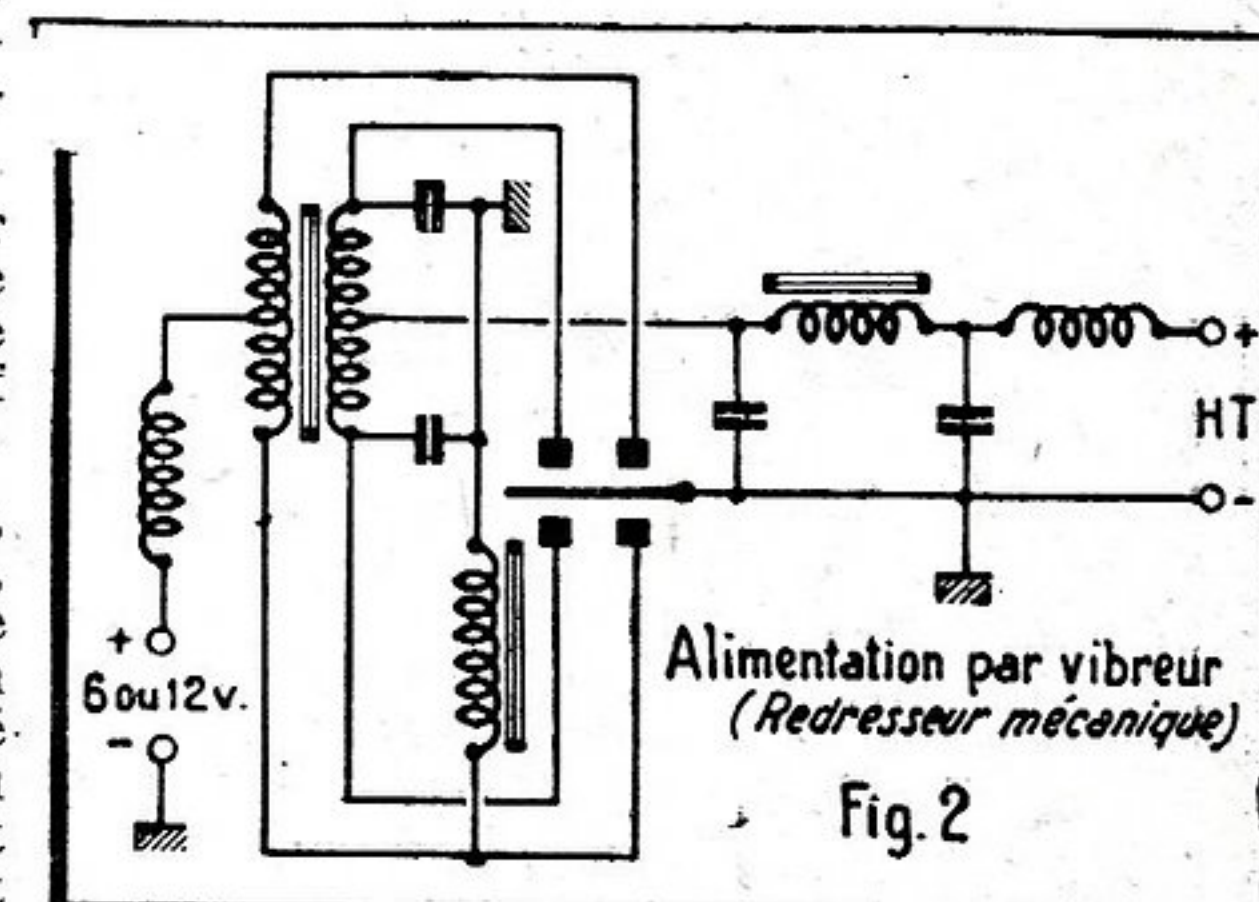 +
6 ou 12 v.
-
+
HT
-
Alimentation par vibreur
(Redresseur mécanique)
Fig. 2